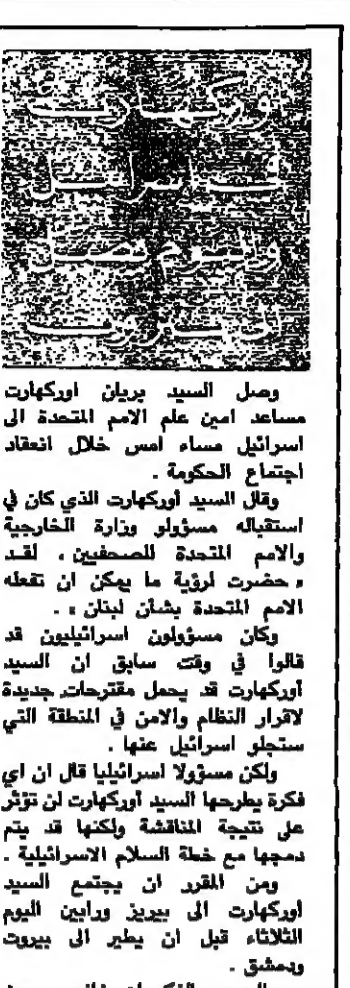 أوركهارت
في اسرائيل
وصل السيد بريان اوركهارت
مساعد امين عام الامم المتحدة الى
اسرائيل مساء امس خلال انعقاد
اجتماع الحكومة .
وقال السيد أوركهارت الذي كان في
استقباله مسؤولو وزارة الخارجية
والامم المتحدة للصحفيين ، لقد
« حضرت لرؤية ما يمكن ان تفعله
الامم المتحدة بشأن لبنان » .
وكان مسؤولون اسرائيليون قد
قالوا في وقت سابق ان السيد
أوركهارت قد يحمل مقترحات جديدة
لاقرار النظام والامن في المنطقة التي
ستجلو اسرائيل عنها .
ولكن مسؤولا اسرائيليا قال ان اي
فكرة يطرحها السيد أوركهارت لن تؤثر
على نتيجة المناقشة ولكنها قد يتم
دمجها مع خطة السلام الاسرائيلية .
ومن المقرر ان يجتمع السيد
أوركهارت الى بيريز ورابين اليوم
الثلاثاء قبل ان يطير الى بيروت
ودمشق .